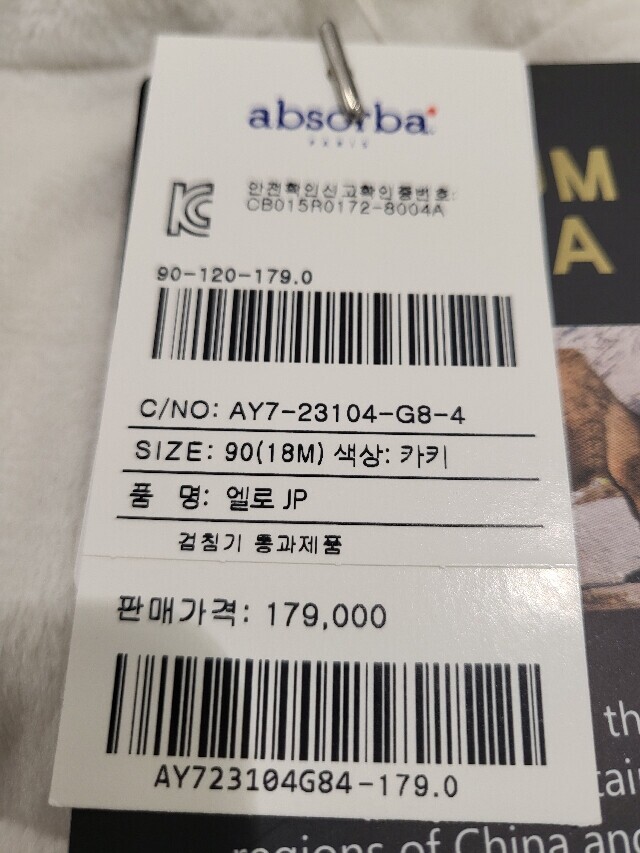 absorba
PARIS
안전확인신고확인증번호:
CB015R0172-8004A
90-120-179.0
C/NO: AY7-23104-G8-4
SIZE: 90(18M) 색상: 카키
품 명: 엘로 JP
검침기 통과제품
판매가격: 179,000
AY723104G84-179.0
OM
A
th
tai
regions of China and